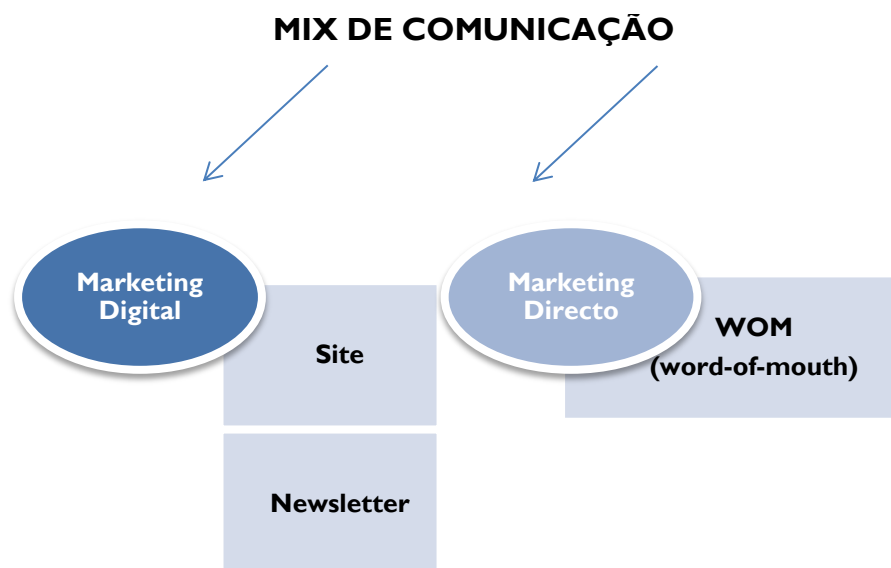 MIX DE COMUNICAÇÃO
Marketing
Digital
Site
Newsletter
Marketing
Directo
WOM
(word-of-mouth)